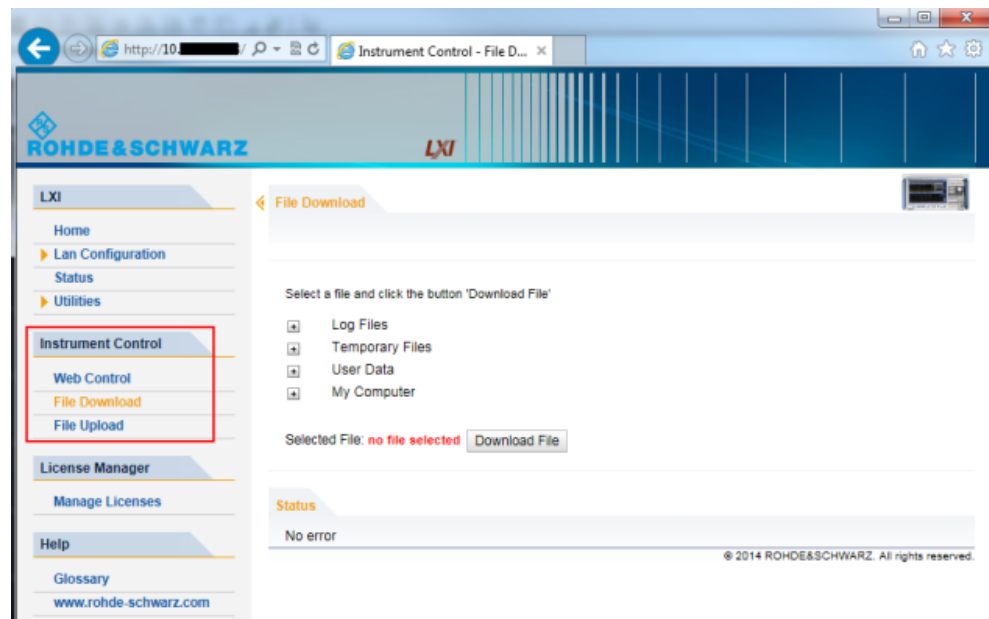 http://10.
Instrument Control - File D...
ROHDE&SCHWARZ
LXI
LXI
Home
Lan Configuration
Status
Utilities
Instrument Control
Web Control
File Download
File Upload
License Manager
Manage Licenses
Help
Glossary
www.rohde-schwarz.com
File Download
Select a file and click the button 'Download File'
Log Files
Temporary Files
User Data
My Computer
Selected File: no file selected Download File
Status
No error
© 2014 ROHDE&SCHWARZ. All rights reserved.